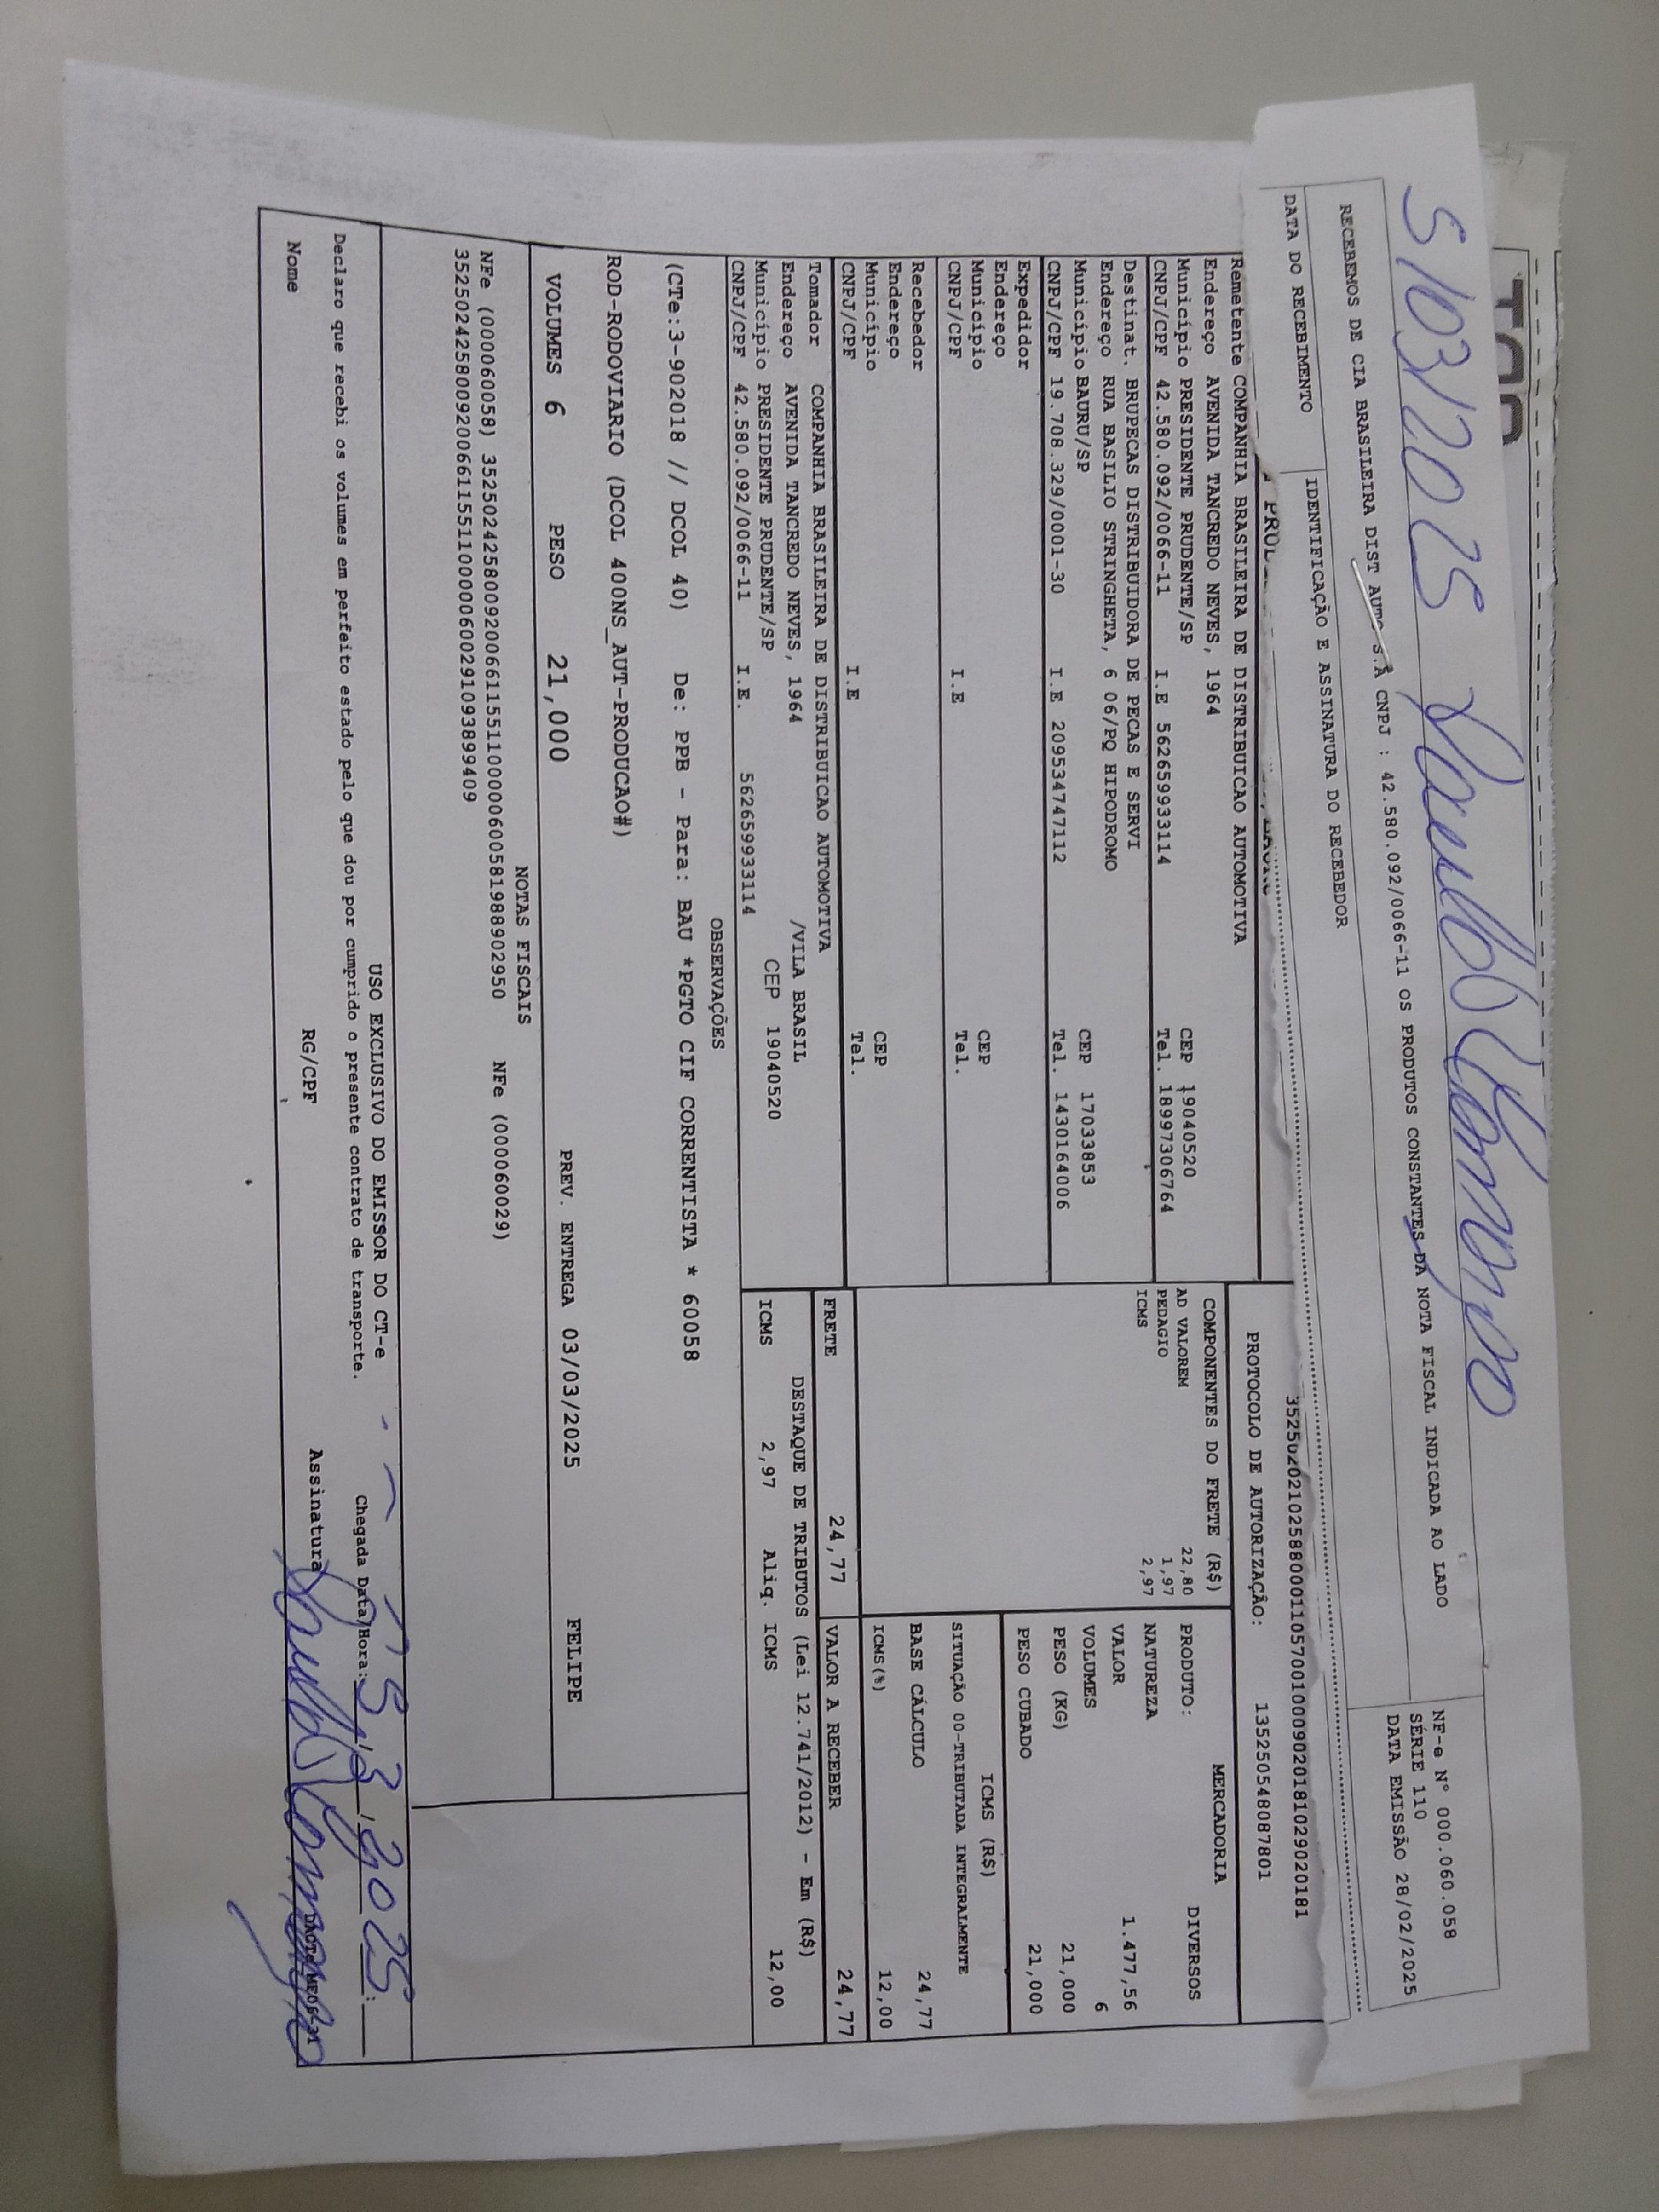 5/03/2025
RECEBEMOS DE CIA BRASILEIRA DIST AUTO S.A CNPJ : 42.580.092/0066-11 OS PRODUTOS CONSTANTES DA NOTA FISCAL INDICADA AO LADO
NF-e Nº 000.060.058
SÉRIE 110
DATA EMISSÃO 28/02/2025
DATA DO RECEBIMENTO
IDENTIFICAÇÃO E ASSINATURA DO RECEBEDOR
35250202102588000110570010009020181029020181
PROTOCOLO DE AUTORIZAÇÃO: 135250548087801
Remetente COMPANHIA BRASILEIRA DE DISTRIBUICAO AUTOMOTIVA
Endereço AVENIDA TANCREDO NEVES, 1964
Município PRESIDENTE PRUDENTE/SP CEP 19040520
CNPJ/CPF 42.580.092/0066-11 I.E 562659933114 Tel. 18997306764
Destinat. BRUPECAS DISTRIBUIDORA DE PECAS E SERVI
Endereço RUA BASILIO STRINGHETA, 6 06/PQ HIPODROMO
Município BAURU/SP CEP 17033853
CNPJ/CPF 19.708.329/0001-30 I.E 209534747112 Tel. 1430164006
Expedidor
Endereço
Município CEP
CNPJ/CPF I.E Tel.
Recebedor
Endereço
Município CEP
CNPJ/CPF I.E Tel.
Tomador COMPANHIA BRASILEIRA DE DISTRIBUICAO AUTOMOTIVA
Endereço AVENIDA TANCREDO NEVES, 1964 /VILA BRASIL
Município PRESIDENTE PRUDENTE/SP CEP 19040520
CNPJ/CPF 42.580.092/0066-11 I.E. 562659933114
COMPONENTES DO FRETE (R$)
AD VALOREM 22,80
PEDAGIO 1,97
ICMS 2,97
MERCADORIA
PRODUTO: DIVERSOS
NATUREZA
VALOR 1.477,56
VOLUMES 6
PESO (KG) 21,000
PESO CUBADO 21,000
ICMS (R$)
SITUAÇÃO 00-TRIBUTADA INTEGRALMENTE
BASE CÁLCULO 24,77
ICMS(%) 12,00
FRETE 24,77
VALOR A RECEBER 24,77
DESTAQUE DE TRIBUTOS (Lei 12.741/2012) - Em (R$)
ICMS 2,97 Aliq. ICMS 12,00
OBSERVAÇÕES
(CTe:3-902018 // DCOL 40) De: PPB - Para: BAU *PGTO CIF CORRENTISTA * 60058
ROD-RODOVIARIO (DCOL 400NS_AUT-PRODUCAO#)
VOLUMES 6 PESO 21,000 PREV. ENTREGA 03/03/2025 FELIPE
NOTAS FISCAIS
NFe (000060058) 35250242580092006611551100000600581988902950 NFe (000060029)
35250242580092006611551100000600291093899409
USO EXCLUSIVO DO EMISSOR DO CT-e
Declaro que recebi os volumes em perfeito estado pelo que dou por cumprido o presente contrato de transporte.
Chegada Data/Hora: 5/3/2025
Nome RG/CPF Assinatura